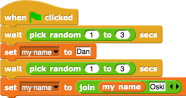 when clicked
wait pick random 1 to 3 secs
set my name to Dan
wait pick random 1 to 3 secs
set my name to join my name Oski